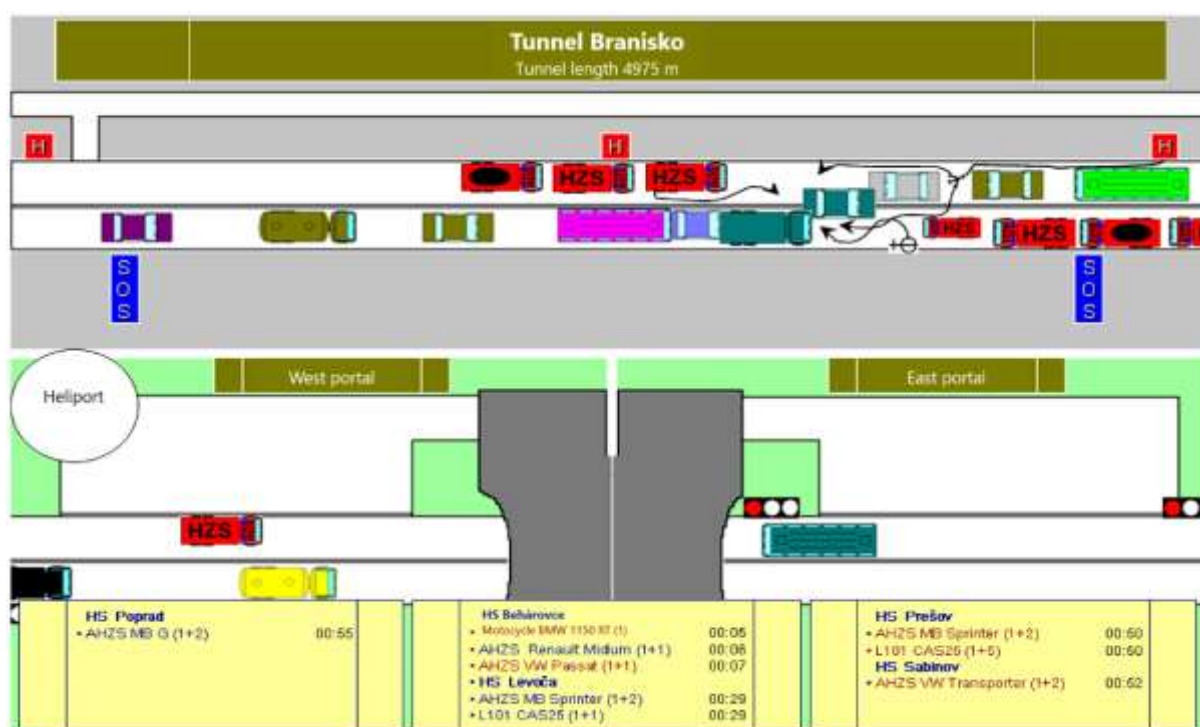 Tunnel Branisko
Tunnel length 4975 m
H H H
HZS HZS
HZS HZS
SOS SOS
West portal East portal
Heliport
HZS
HS Poprad
• AHZS MB G (1+2) 00:55
HS Behárovce
• Motocycle BMW 1150 RT (1) 00:05
• AHZS Renault Midium (1+1) 00:06
• AHZS VW Passat (1+1) 00:07
• HS Levoča
• AHZS MB Sprinter (1+2) 00:29
• L101 CAS25 (1+1) 00:29
HS Prešov
• AHZS MB Sprinter (1+2) 00:50
• L101 CAS25 (1+5) 00:50
HS Sabinov
• AHZS VW Transporter (1+2) 00:52